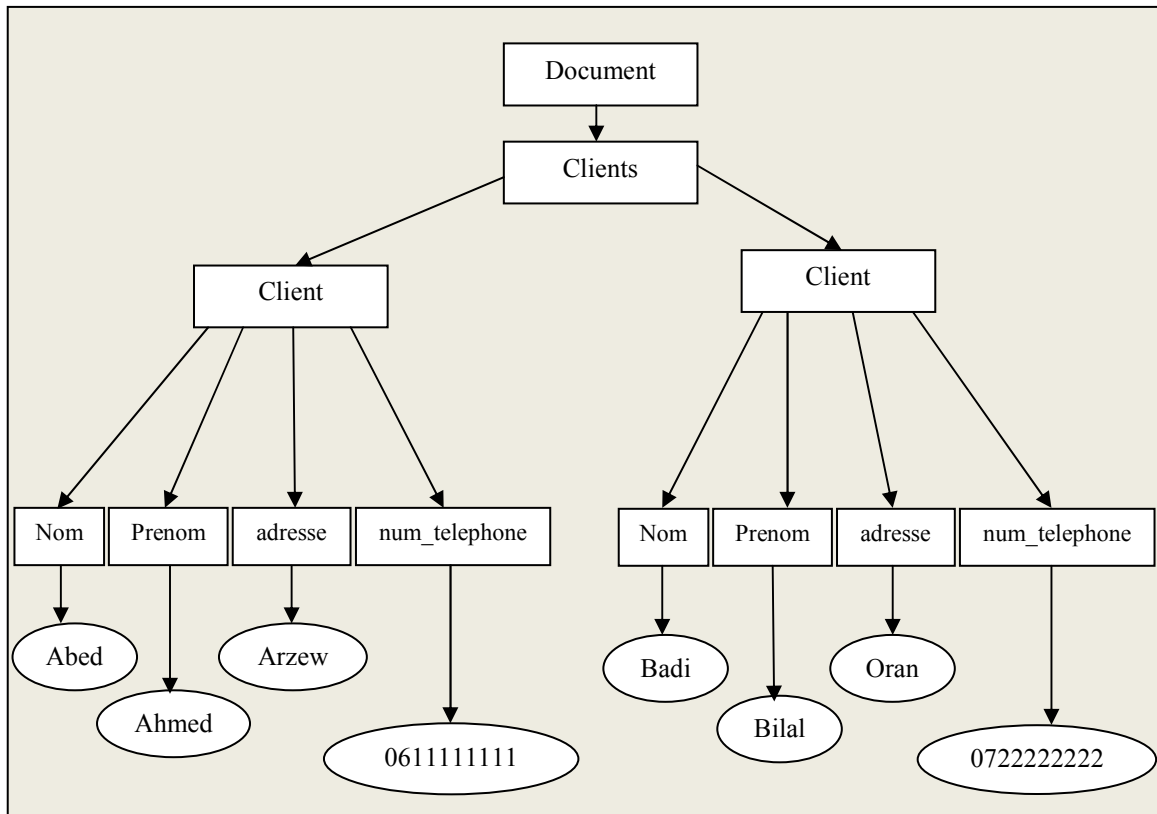 Document
Clients
Client
Client
Nom
Prenom
adresse
num_telephone
Nom
Prenom
adresse
num_telephone
Abed
Arzew
Badi
Oran
Ahmed
Bilal
0611111111
0722222222